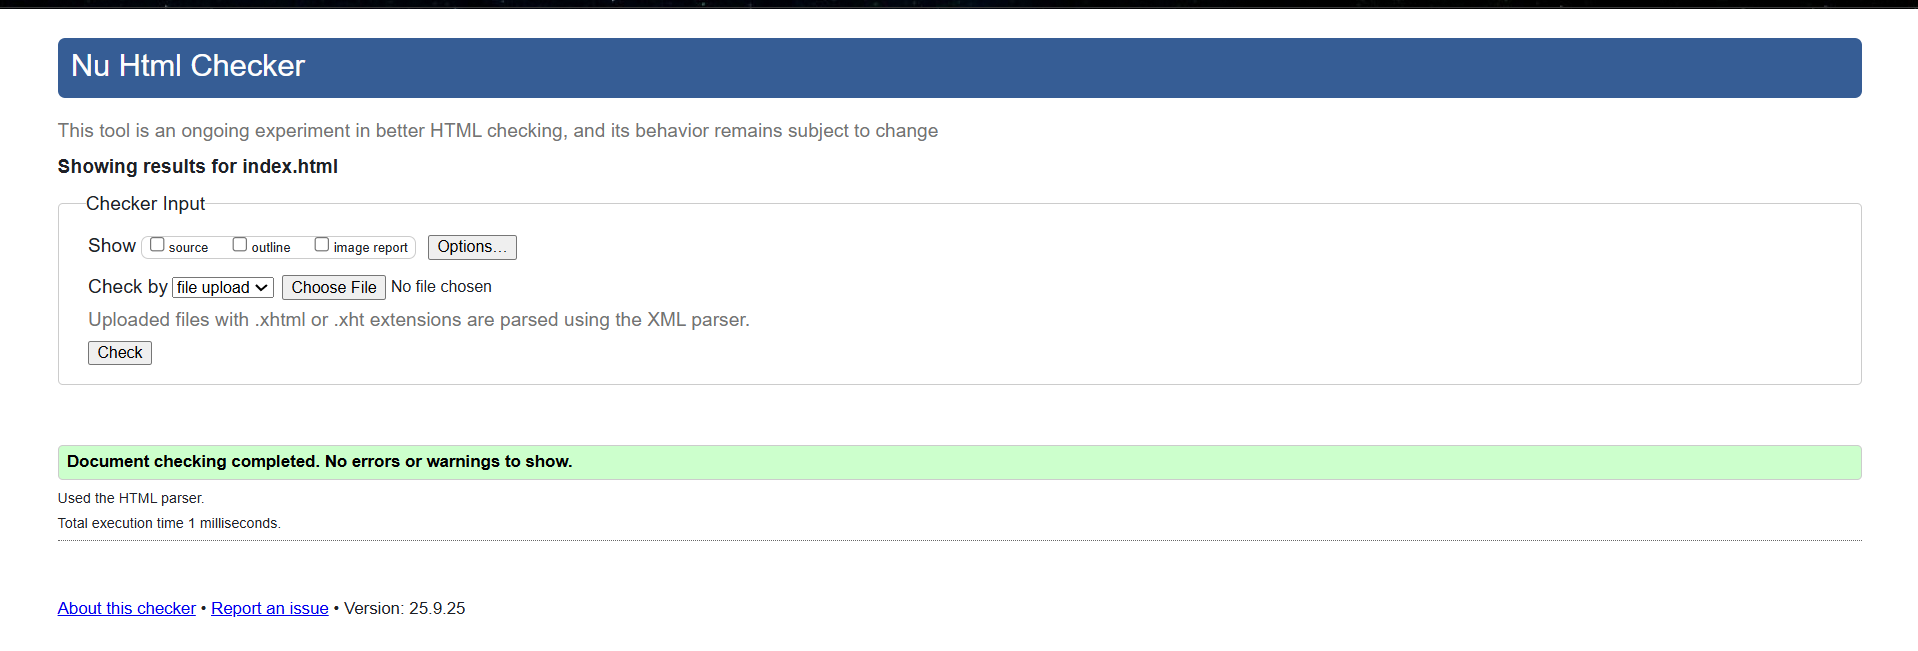 Nu Html Checker
This tool is an ongoing experiment in better HTML checking, and its behavior remains subject to change
Showing results for index.html
Checker Input
Show source outline image report Options...
Check by file upload Choose File No file chosen
Uploaded files with .xhtml or .xht extensions are parsed using the XML parser.
Check
Document checking completed. No errors or warnings to show.
Used the HTML parser.
Total execution time 1 milliseconds.
About this checker • Report an issue • Version: 25.9.25